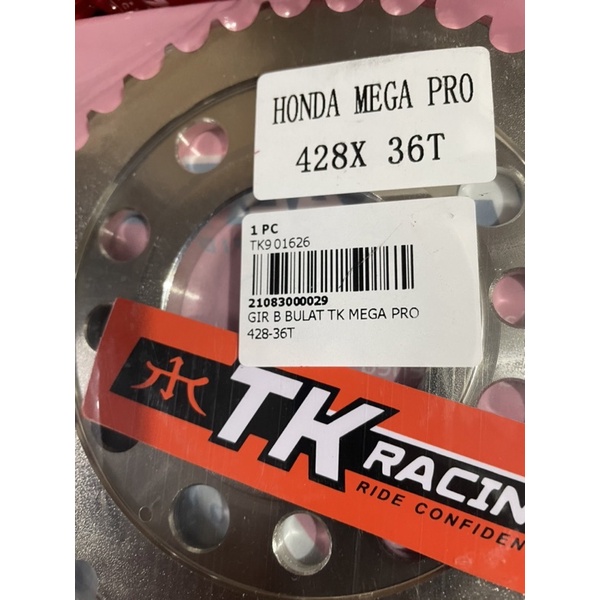 HONDA MEGA PRO
428X 36T
1 PC
TK9 01626
21083000029
GIR B BULAT TK MEGA PRO
428-36T
TK RACIN
RIDE CONFIDEN